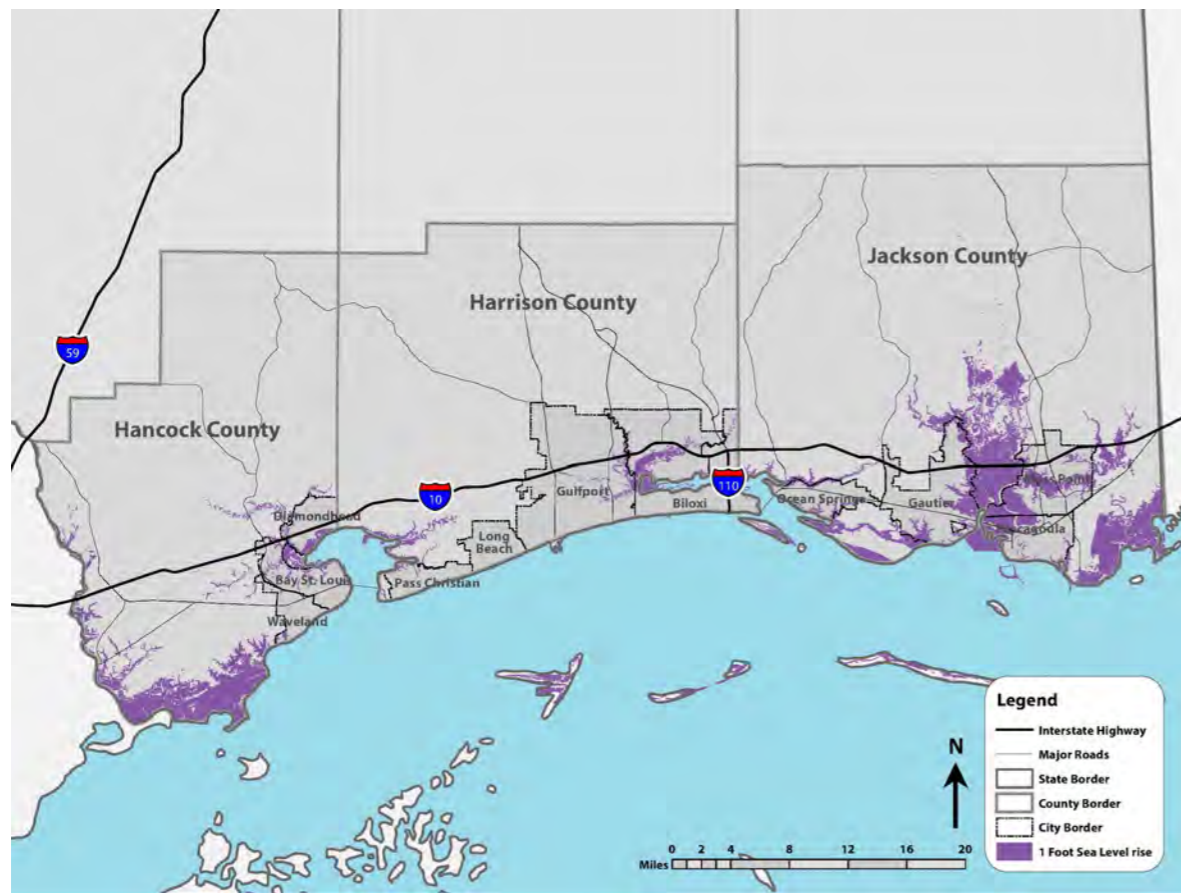 Jackson County
Harrison County
59
Hancock County
Diamondhead
10
Gulfport
Biloxi
110
Ocean Springs
Gautier
Moss Point
Pascagoula
Long
Beach
Bay St. Louis
Pass Christian
Waveland
N
Miles
0 2 4 8 12 16 20
Legend
Interstate Highway
Major Roads
State Border
County Border
City Border
1 Foot Sea Level rise